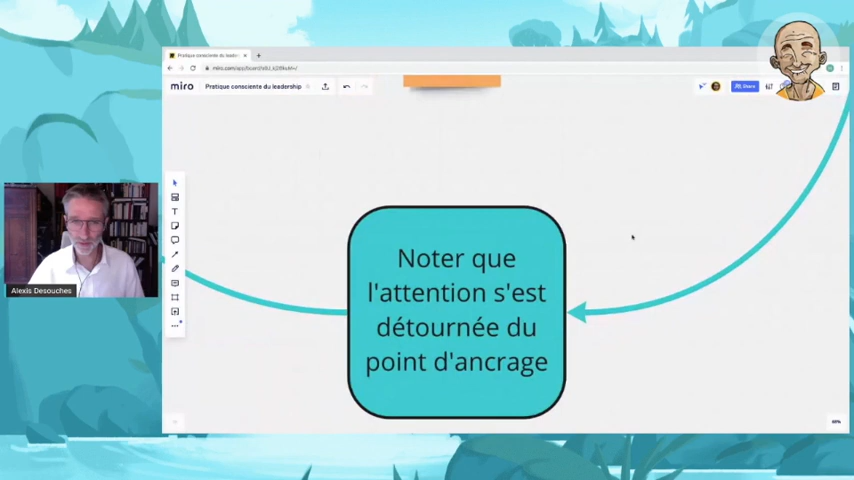 Pratique consciente du leader
miro
Pratique consciente du leadership
Share
Noter que
l'attention s'est
détournée du
point d'ancrage
Alexis Desouches